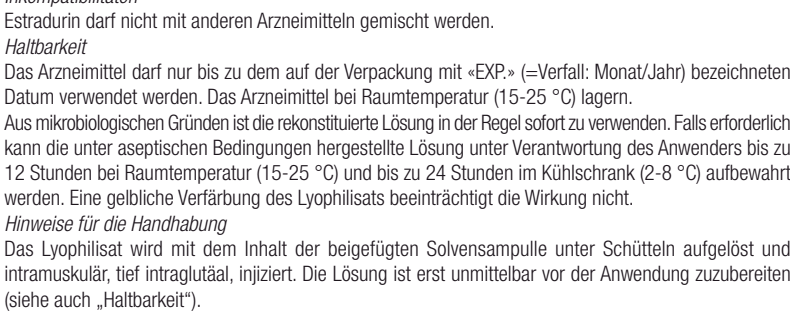 Inkompatibilitäten
Estradurin darf nicht mit anderen Arzneimitteln gemischt werden.
Haltbarkeit
Das Arzneimittel darf nur bis zu dem auf der Verpackung mit «EXP.» (=Verfall: Monat/Jahr) bezeichneten
Datum verwendet werden. Das Arzneimittel bei Raumtemperatur (15-25 °C) lagern.
Aus mikrobiologischen Gründen ist die rekonstituierte Lösung in der Regel sofort zu verwenden. Falls erforderlich
kann die unter aseptischen Bedingungen hergestellte Lösung unter Verantwortung des Anwenders bis zu
12 Stunden bei Raumtemperatur (15-25 °C) und bis zu 24 Stunden im Kühlschrank (2-8 °C) aufbewahrt
werden. Eine gelbliche Verfärbung des Lyophilisats beeinträchtigt die Wirkung nicht.
Hinweise für die Handhabung
Das Lyophilisat wird mit dem Inhalt der beigefügten Solvensampulle unter Schütteln aufgelöst und
intramuskulär, tief intraglutäal, injiziert. Die Lösung ist erst unmittelbar vor der Anwendung zuzubereiten
(siehe auch „Haltbarkeit“).